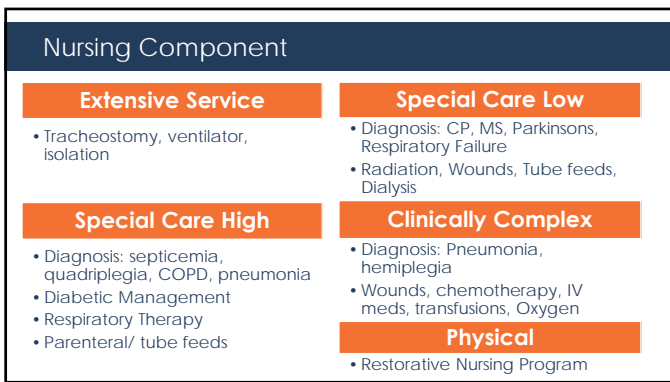 Nursing Component
Extensive Service
• Tracheostomy, ventilator,
isolation
Special Care High
• Diagnosis: septicemia,
quadriplegia, COPD, pneumonia
• Diabetic Management
• Respiratory Therapy
• Parenteral/ tube feeds
Special Care Low
• Diagnosis: CP, MS, Parkinsons,
Respiratory Failure
• Radiation, Wounds, Tube feeds,
Dialysis
Clinically Complex
• Diagnosis: Pneumonia,
hemiplegia
• Wounds, chemotherapy, IV
meds, transfusions, Oxygen
Physical
• Restorative Nursing Program